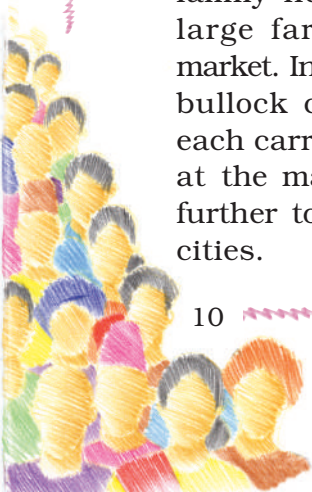 large far
market. In
bullock c
each carr
at the ma
further to
cities.
10